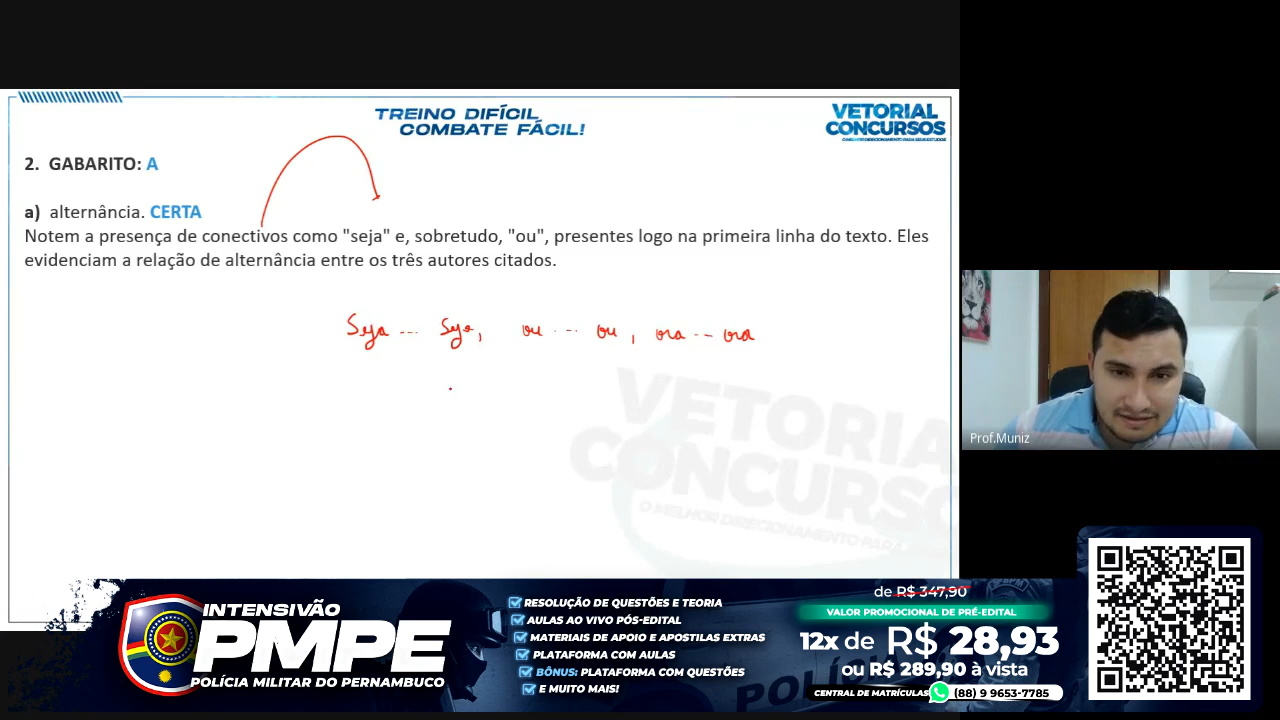 TREINO DIFÍCIL
COMBATE FÁCIL!
VETORIAL
CONCURSOS
2. GABARITO: A
a) alternância. CERTA
Notem a presença de conectivos como "seja" e, sobretudo, "ou", presentes logo na primeira linha do texto. Eles
evidenciam a relação de alternância entre os três autores citados.
Seja ... Seja, ou ... ou, ora ... ora
VETORIAL
CONCURSOS
O MELHOR DIRECIONAMENTO PARA
Prof.Muniz
INTENSIVÃO
PMPE
POLÍCIA MILITAR DO PERNAMBUCO
RESOLUÇÃO DE QUESTÕES E TEORIA
AULAS AO VIVO PÓS-EDITAL
MATERIAIS DE APOIO E APOSTILAS EXTRAS
PLATAFORMA COM AULAS
BÔNUS: PLATAFORMA COM QUESTÕES
E MUITO MAIS!
de R$ 347,90
VALOR PROMOCIONAL DE PRÉ-EDITAL
12x de R$ 28,93
ou R$ 289,90 à vista
CENTRAL DE MATRÍCULAS (88) 9 9653-7785